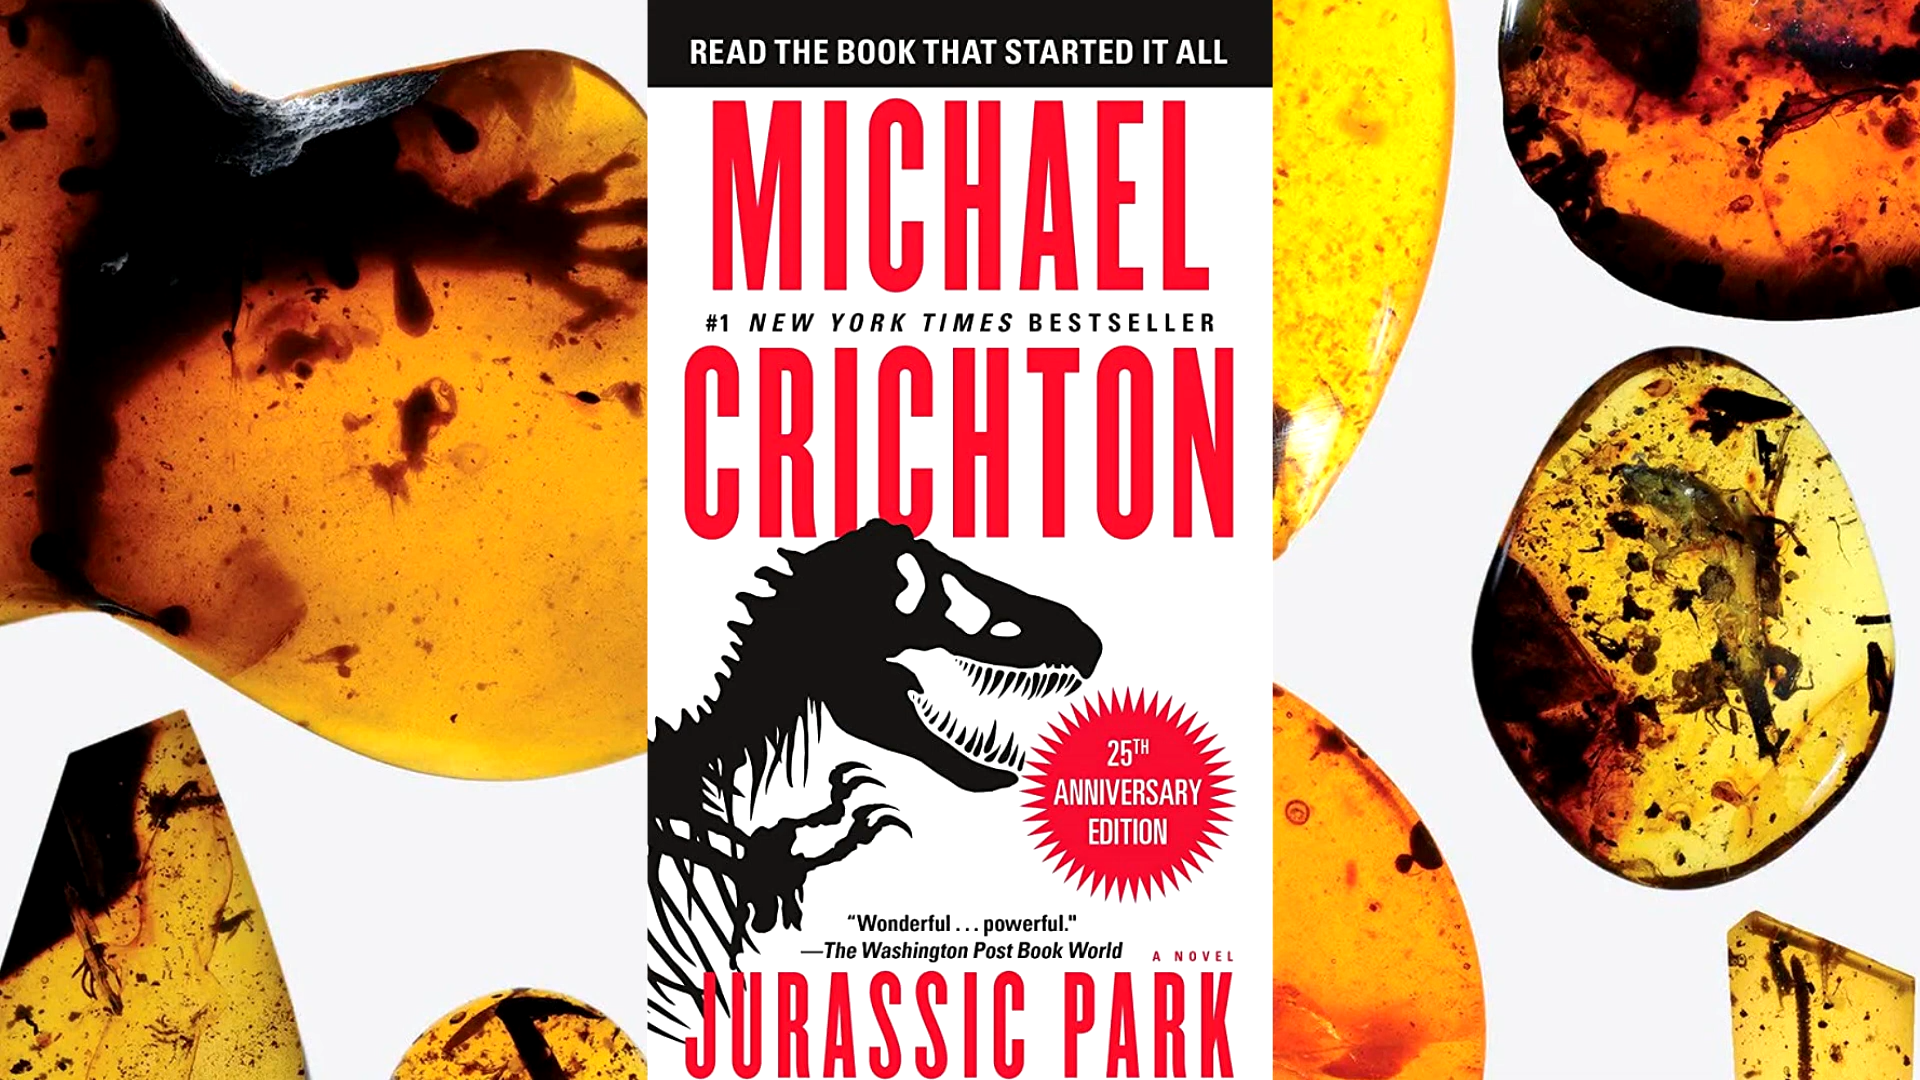 READ THE BOOK THAT STARTED IT ALL
MICHAEL
#1 NEW YORK TIMES BESTSELLER
CRICHTON
25TH
ANNIVERSARY
EDITION
“Wonderful . . . powerful."
—The Washington Post Book World
A NOVEL
JURASSIC PARK